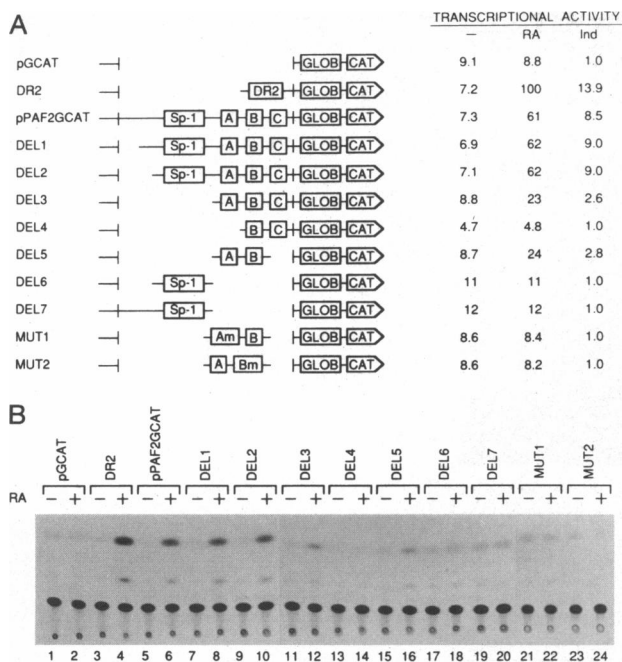 A
TRANSCRIPTIONAL ACTIVITY
— RA Ind
pGCAT GLOB CAT 9.1 8.8 1.0
DR2 DR2 GLOB CAT 7.2 100 13.9
pPAF2GCAT Sp-1 A B C GLOB CAT 7.3 61 8.5
DEL1 Sp-1 A B C GLOB CAT 6.9 62 9.0
DEL2 Sp-1 A B C GLOB CAT 7.1 62 9.0
DEL3 A B C GLOB CAT 8.8 23 2.6
DEL4 B C GLOB CAT 4.7 4.8 1.0
DEL5 A B GLOB CAT 8.7 24 2.8
DEL6 Sp-1 GLOB CAT 11 11 1.0
DEL7 Sp-1 GLOB CAT 12 12 1.0
MUT1 Am B GLOB CAT 8.6 8.4 1.0
MUT2 A Bm GLOB CAT 8.6 8.2 1.0
B
pGCAT DR2 pPAF2GCAT DEL1 DEL2 DEL3 DEL4 DEL5 DEL6 DEL7 MUT1 MUT2
RA − + − + − + − + − + − + − + − + − + − + − + − +
1 2 3 4 5 6 7 8 9 10 11 12 13 14 15 16 17 18 19 20 21 22 23 24